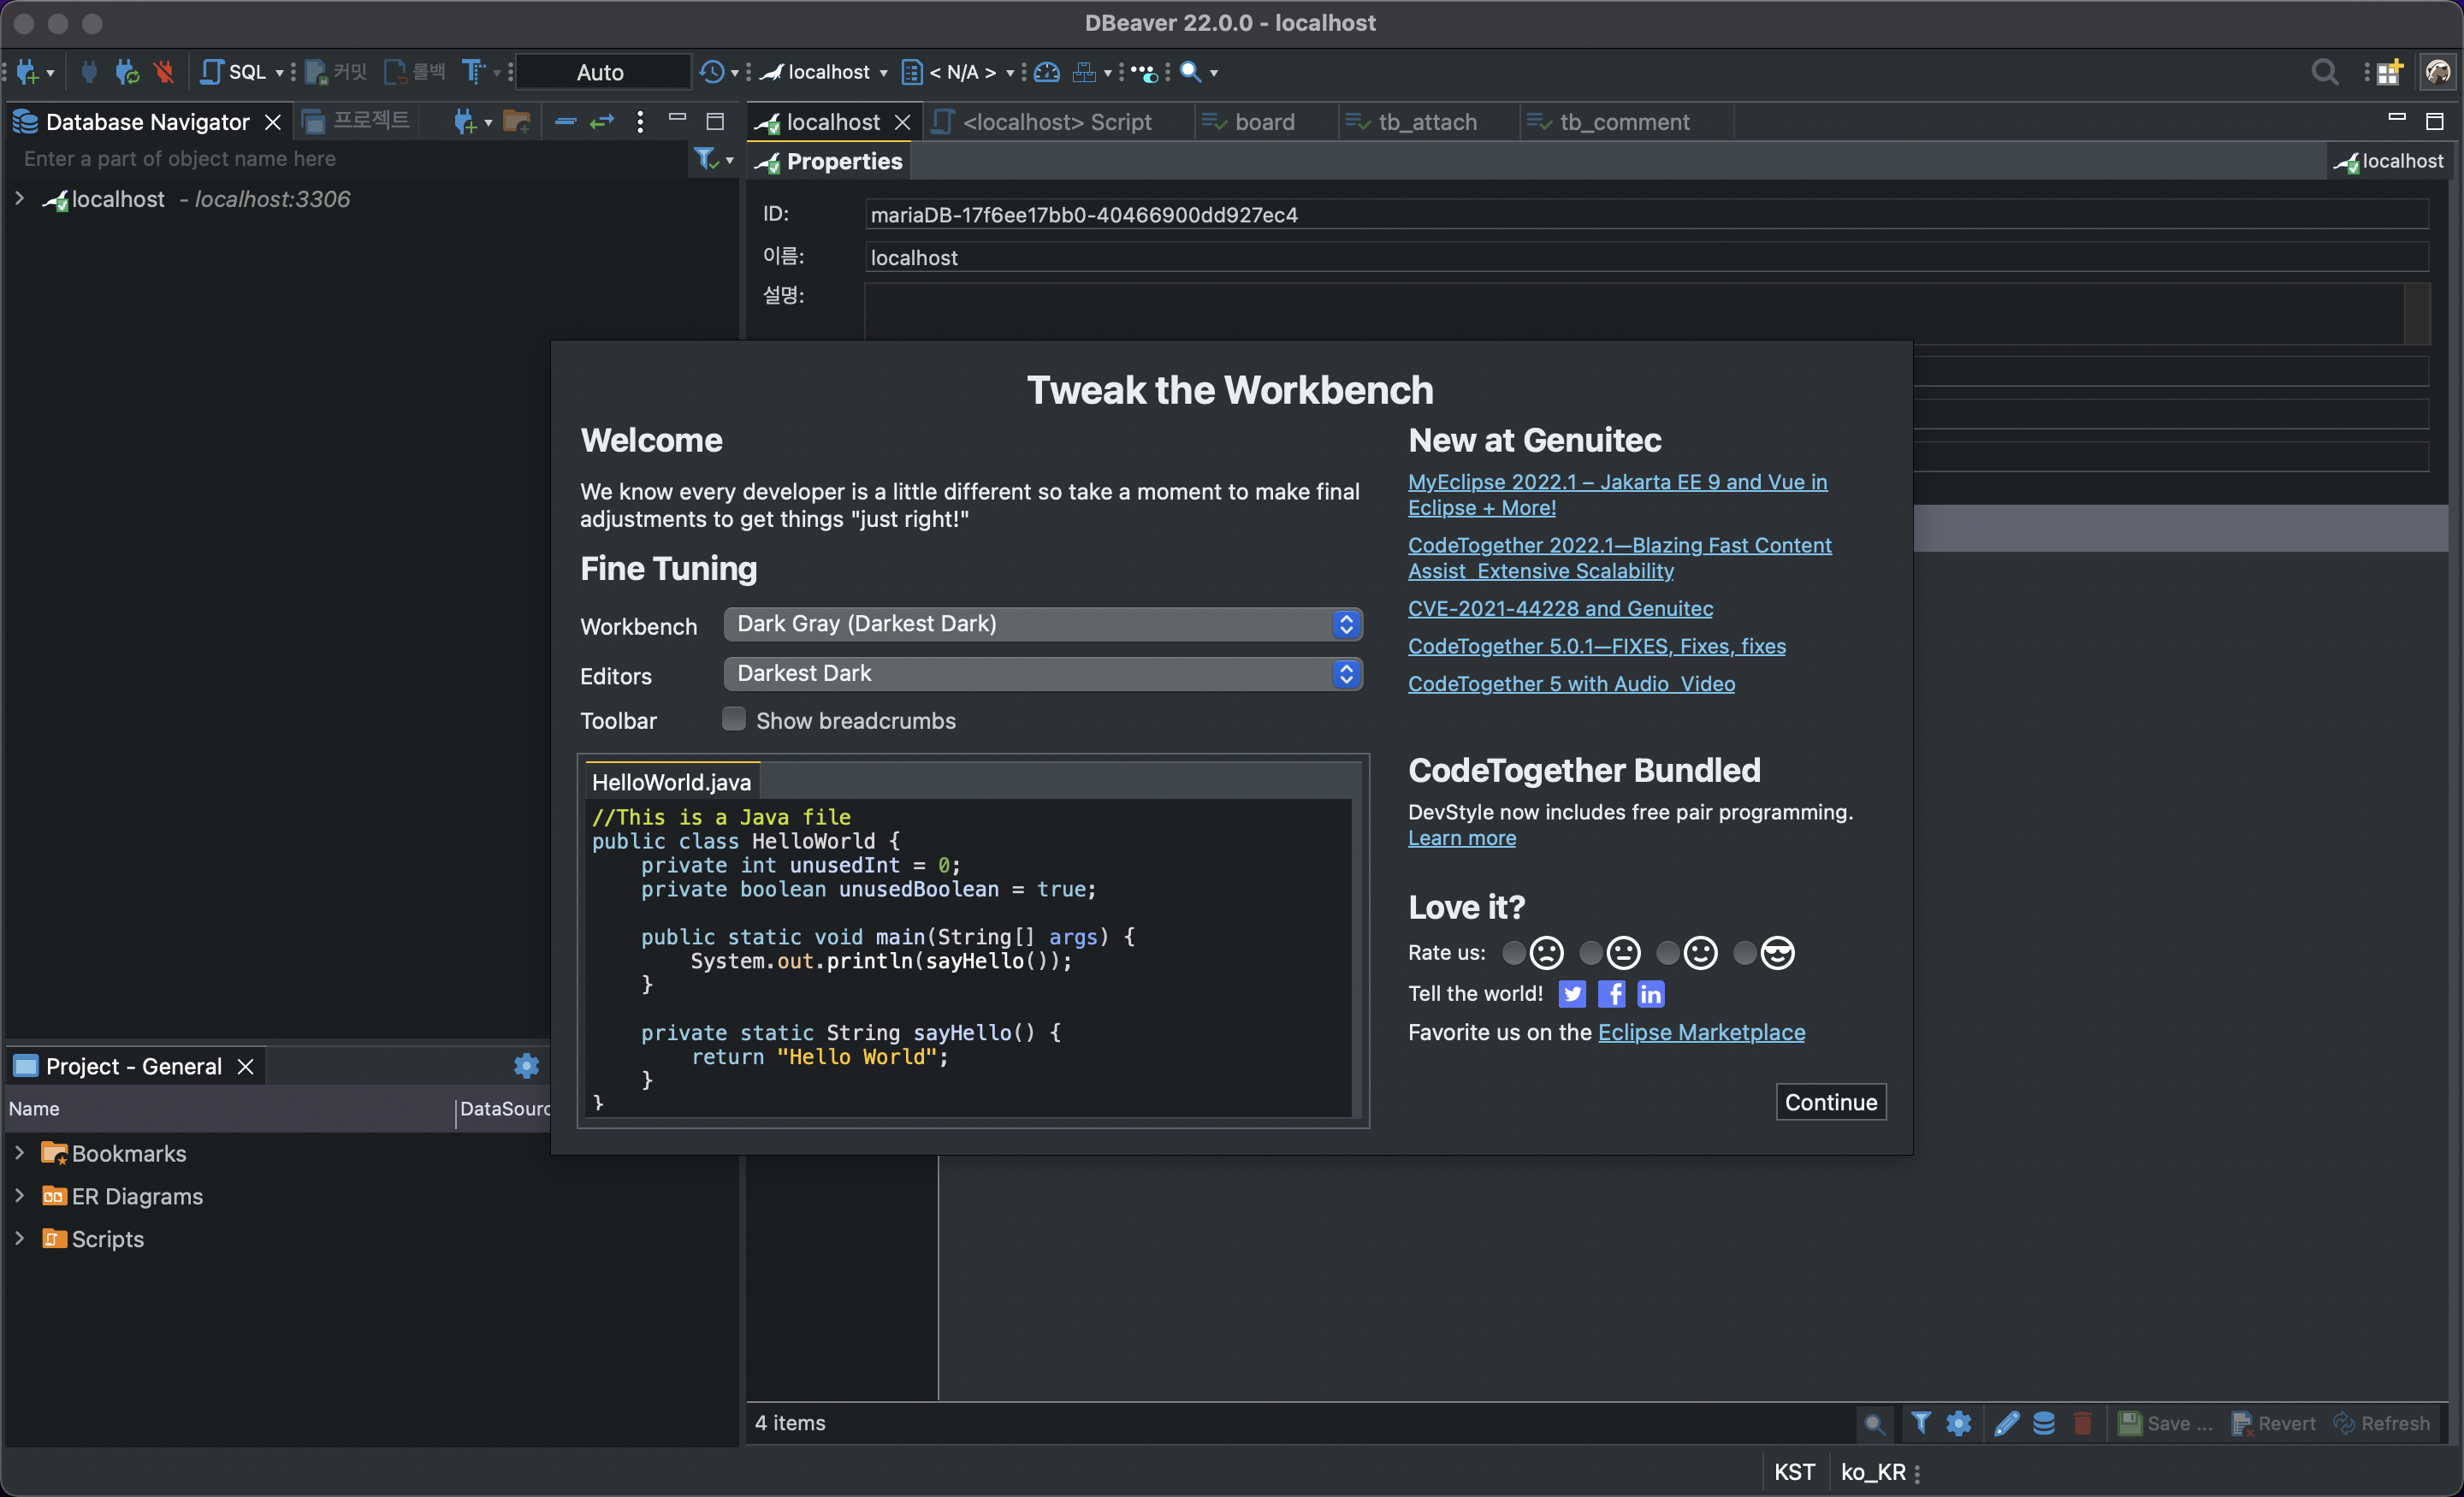 DBeaver 22.0.0 - localhost
SQL
커밋
롤백
Auto
localhost
< N/A >
Database Navigator
프로젝트
localhost
<localhost> Script
board
tb_attach
tb_comment
Enter a part of object name here
Properties
localhost
localhost - localhost:3306
ID:
mariaDB-17f6ee17bb0-40466900dd927ec4
이름:
localhost
설명:
Tweak the Workbench
Welcome
We know every developer is a little different so take a moment to make final
adjustments to get things "just right!"
Fine Tuning
Workbench
Dark Gray (Darkest Dark)
Editors
Darkest Dark
Toolbar
Show breadcrumbs
HelloWorld.java
//This is a Java file
public class HelloWorld {
private int unusedInt = 0;
private boolean unusedBoolean = true;
public static void main(String[] args) {
System.out.println(sayHello());
}
private static String sayHello() {
return "Hello World";
}
}
New at Genuitec
MyEclipse 2022.1 – Jakarta EE 9 and Vue in
Eclipse + More!
CodeTogether 2022.1—Blazing Fast Content
Assist Extensive Scalability
CVE-2021-44228 and Genuitec
CodeTogether 5.0.1—FIXES, Fixes, fixes
CodeTogether 5 with Audio Video
CodeTogether Bundled
DevStyle now includes free pair programming.
Learn more
Love it?
Rate us:
Tell the world!
Favorite us on the Eclipse Marketplace
Continue
Project - General
Name
DataSourc
Bookmarks
ER Diagrams
Scripts
4 items
Save ...
Revert
Refresh
KST
ko_KR